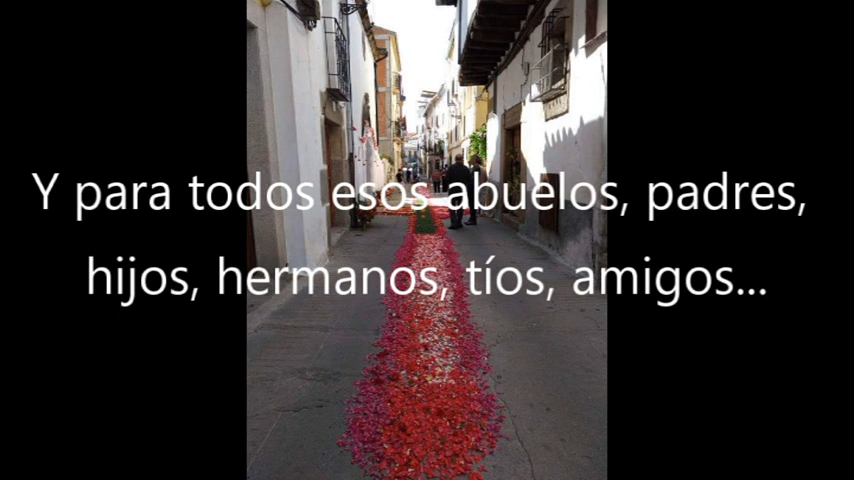 Y para todos esos abuelos, padres,
hijos, hermanos, tíos, amigos...